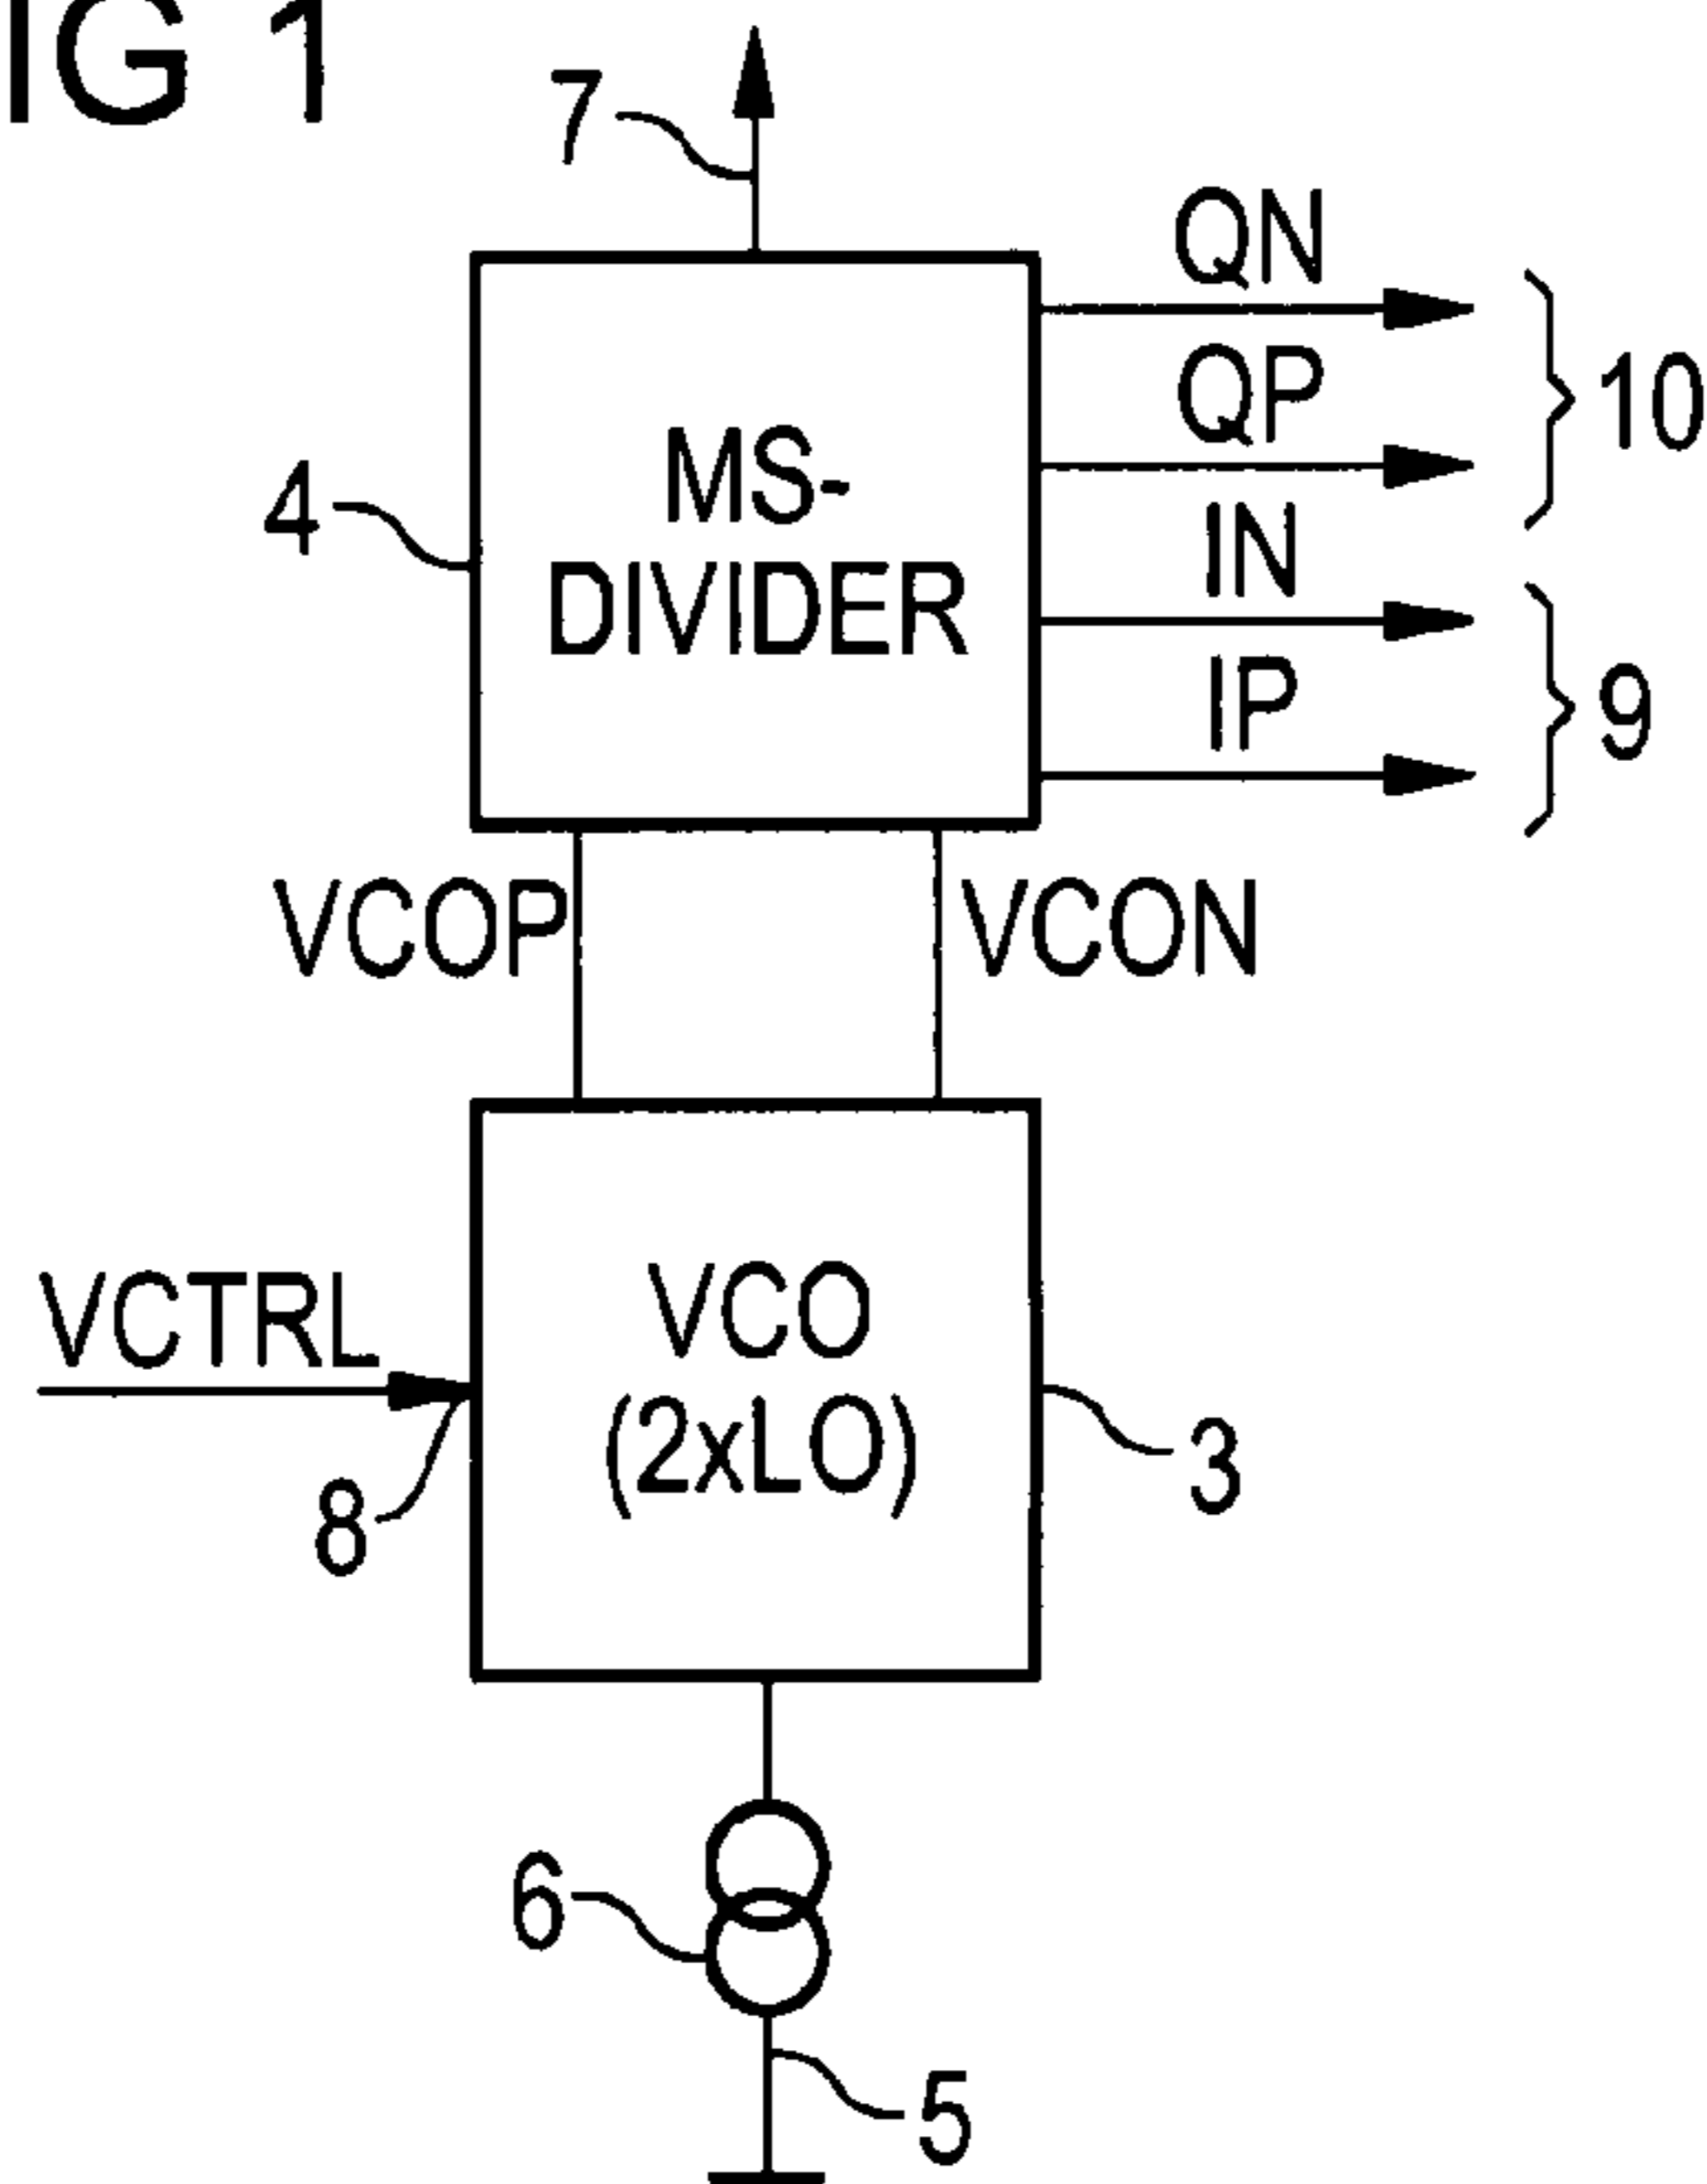 IG 1
7
QN
QP
10
MS-
DIVIDER
4
IN
IP
9
VCOP
VCON
VCTRL
VCO
(2xLO)
8
3
6
5